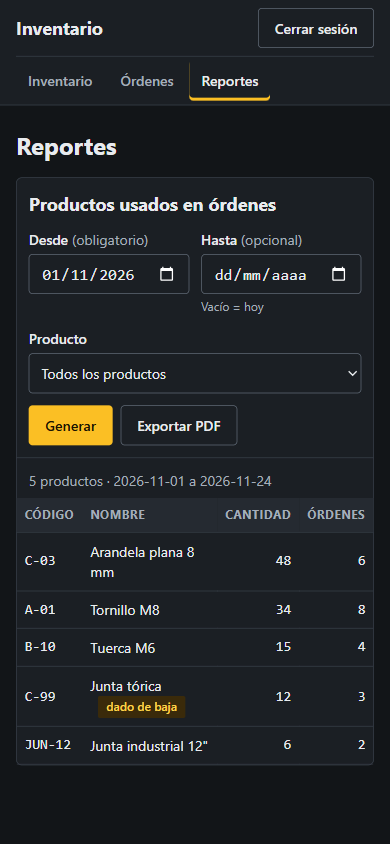 Inventario
Cerrar sesión
Inventario Órdenes Reportes
Reportes
Productos usados en órdenes
Desde (obligatorio) Hasta (opcional)
01/11/2026 dd/mm/aaaa
Vacío = hoy
Producto
Todos los productos
Generar Exportar PDF
5 productos · 2026-11-01 a 2026-11-24
CÓDIGO NOMBRE CANTIDAD ÓRDENES
C-03 Arandela plana 8 mm 48 6
A-01 Tornillo M8 34 8
B-10 Tuerca M6 15 4
C-99 Junta tórica dado de baja 12 3
JUN-12 Junta industrial 12" 6 2